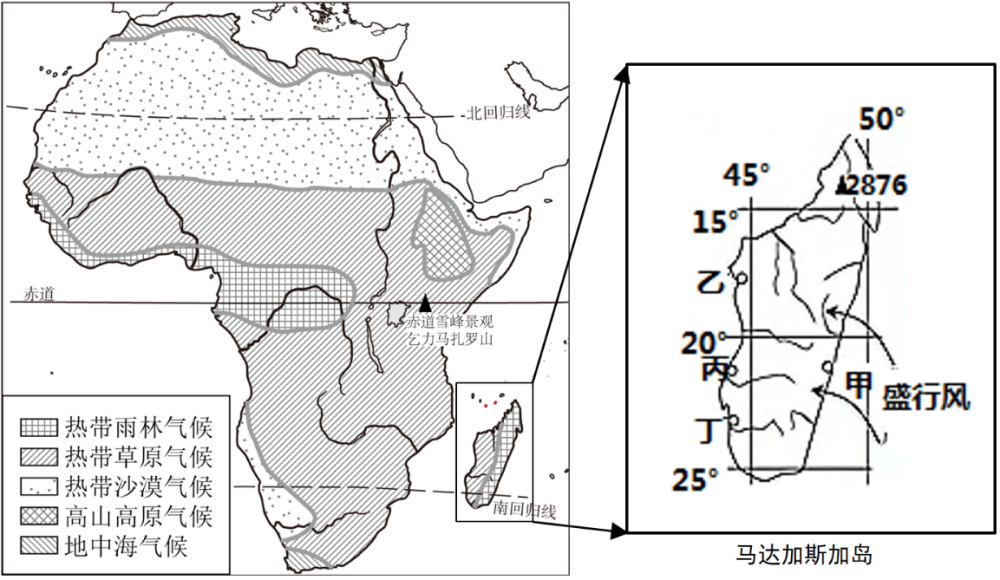 北回归线
赤道
赤道雪峰景观
乞力马扎罗山
南回归线
热带雨林气候
热带草原气候
热带沙漠气候
高山高原气候
地中海气候
50°
45°
2876
15°
乙
20°
丙
甲
盛行风
丁
25°
马达加斯加岛